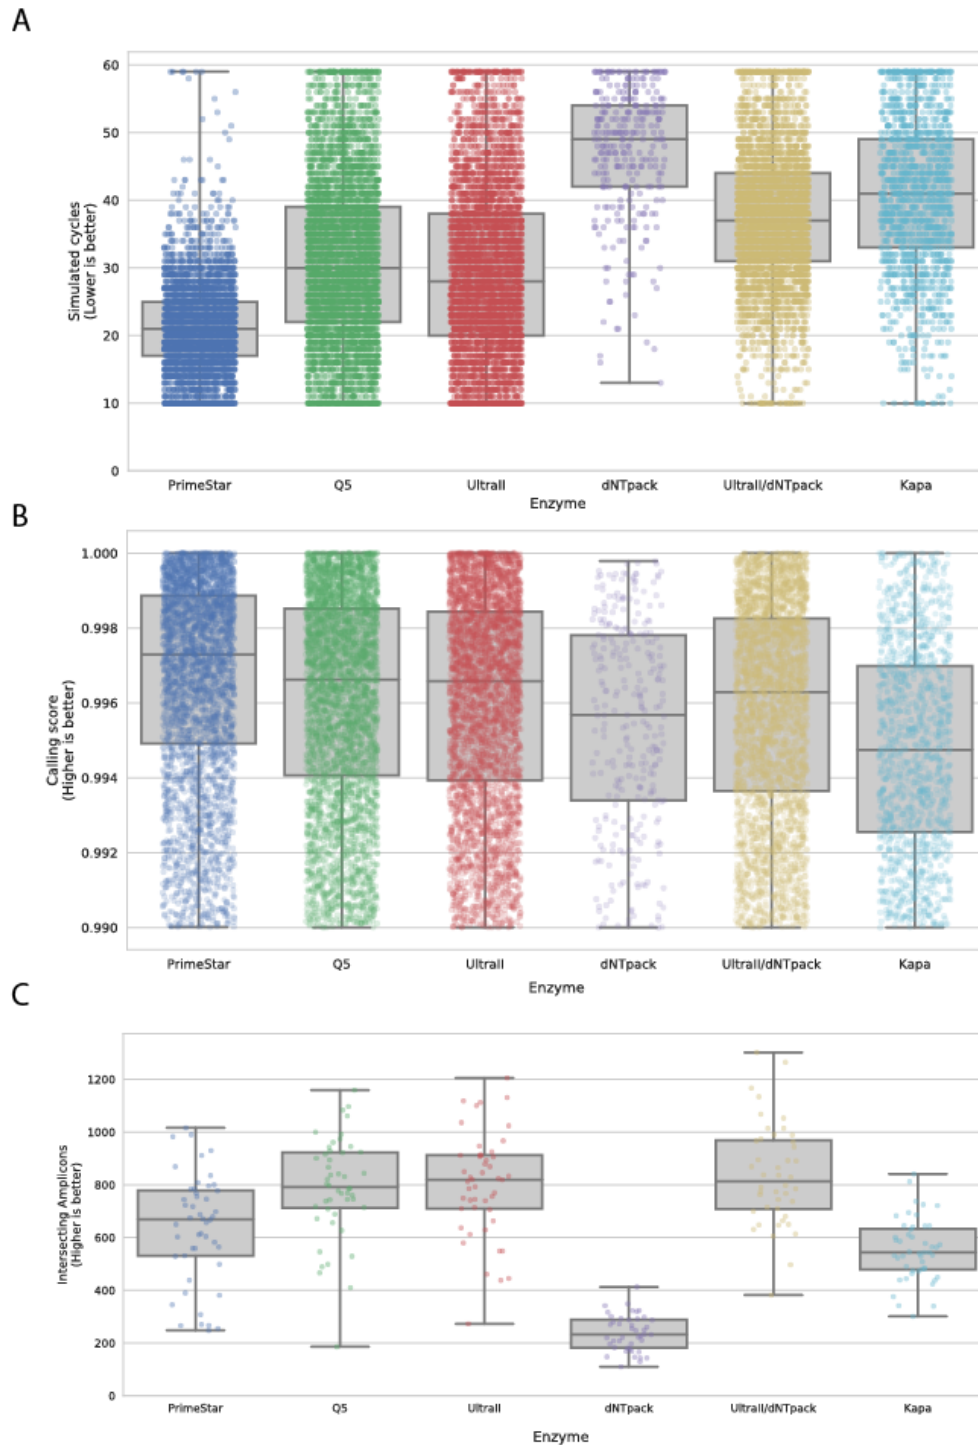 A
60
50
40
30
20
10
0
Simulated cycles
(Lower is better)
PrimeStar Q5 UltraII dNTpack UltraII/dNTpack Kapa
Enzyme
B
1.000
0.998
0.996
0.994
0.992
0.990
Calling score
(Higher is better)
PrimeStar Q5 UltraII dNTpack UltraII/dNTpack Kapa
Enzyme
C
1200
1000
800
600
400
200
0
Intersecting Amplicons
(Higher is better)
PrimeStar Q5 UltraII dNTpack UltraII/dNTpack Kapa
Enzyme